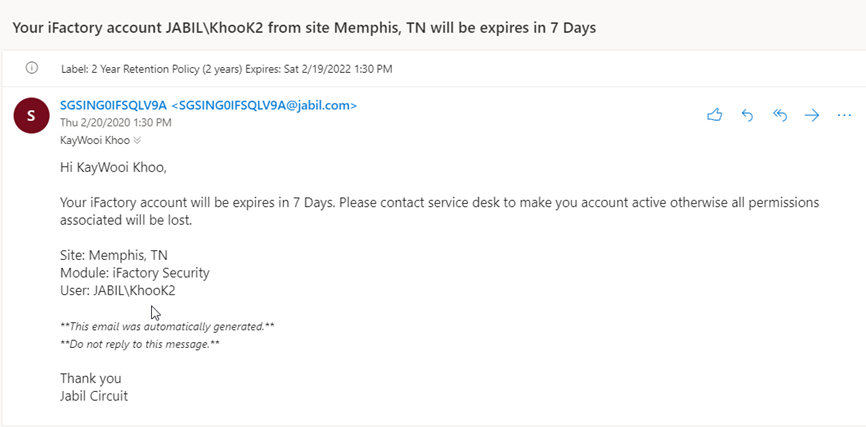 Your iFactory account JABIL\KhooK2 from site Memphis, TN will be expires in 7 Days
Label: 2 Year Retention Policy (2 years) Expires: Sat 2/19/2022 1:30 PM
S
SGSING0IFSQLV9A <SGSING0IFSQLV9A@jabil.com>
Thu 2/20/2020 1:30 PM
KayWooi Khoo
Hi KayWooi Khoo,
Your iFactory account will be expires in 7 Days. Please contact service desk to make you account active otherwise all permissions
associated will be lost.
Site: Memphis, TN
Module: iFactory Security
User: JABIL\KhooK2
**This email was automatically generated.**
**Do not reply to this message.**
Thank you
Jabil Circuit